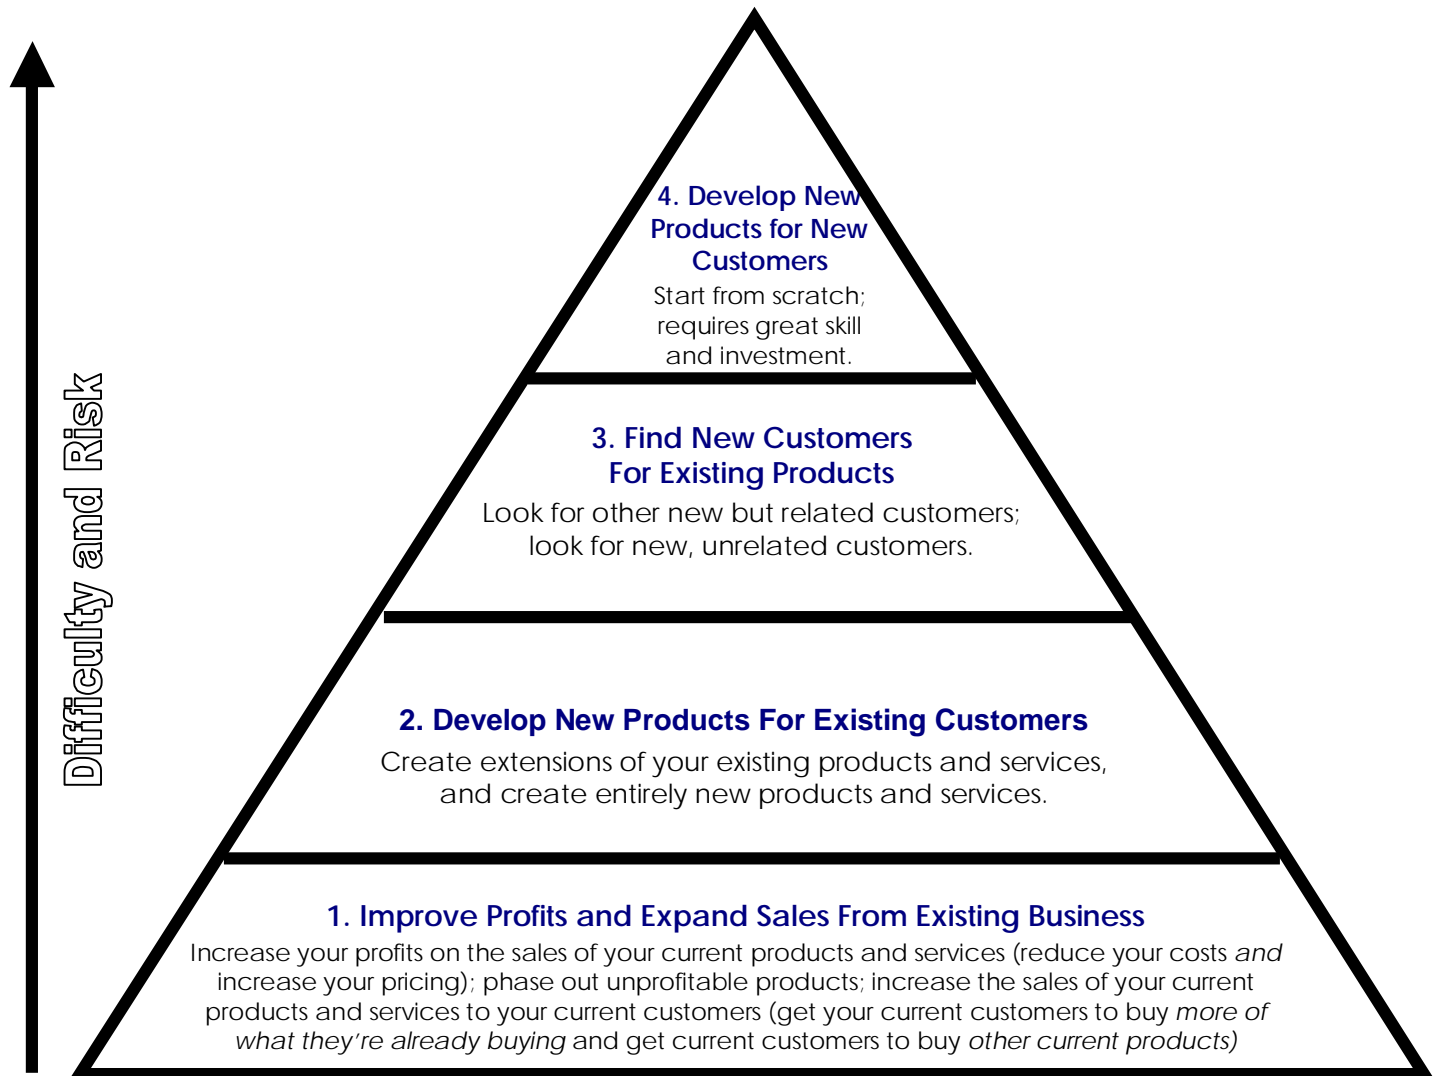 Difficulty and Risk
4. Develop New
Products for New
Customers
Start from scratch;
requires great skill
and investment.
3. Find New Customers
For Existing Products
Look for other new but related customers;
look for new, unrelated customers.
2. Develop New Products For Existing Customers
Create extensions of your existing products and services,
and create entirely new products and services.
1. Improve Profits and Expand Sales From Existing Business
Increase your profits on the sales of your current products and services (reduce your costs and
increase your pricing); phase out unprofitable products; increase the sales of your current
products and services to your current customers (get your current customers to buy more of
what they're already buying and get current customers to buy other current products)